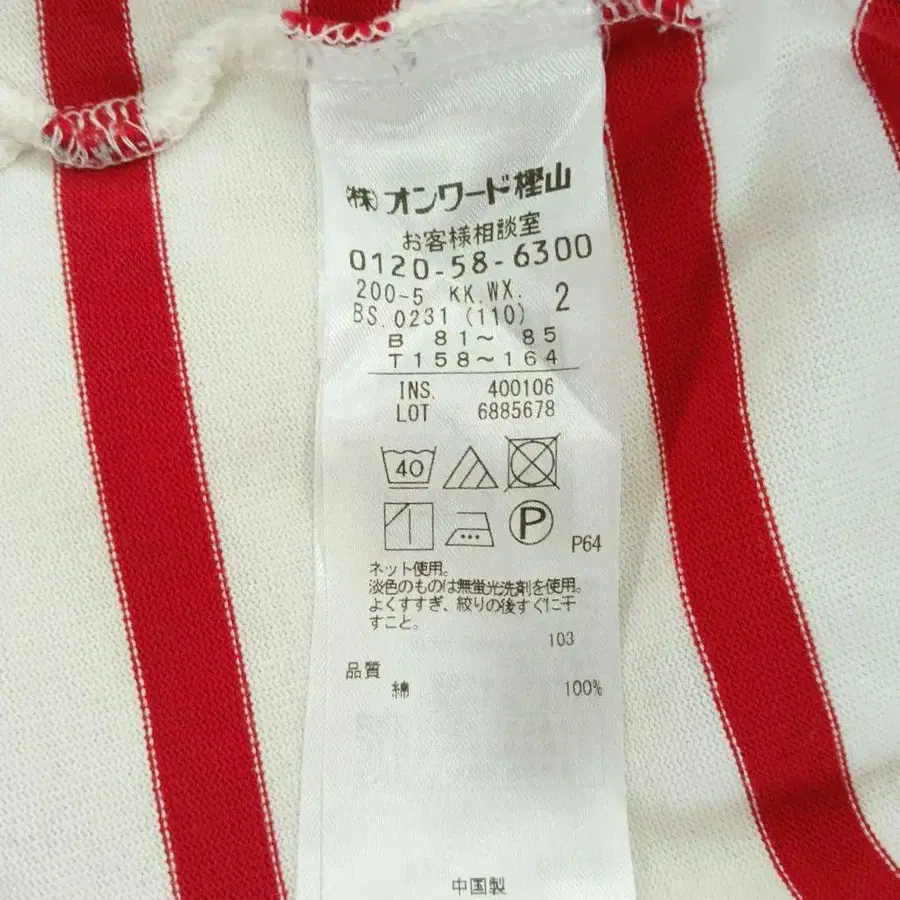 (株)オンワード樫山
お客様相談室
0120-58-6300
200-5 KK.WX. 2
BS.0231 (110)
B 81～ 85
T158～164
INS. 400106
LOT 6885678
40
P
P64
ネット使用。
淡色のものは無蛍光洗剤を使用。
よくすすぎ、絞りの後すぐに干
すこと。
103
品質
綿 100%
中国製